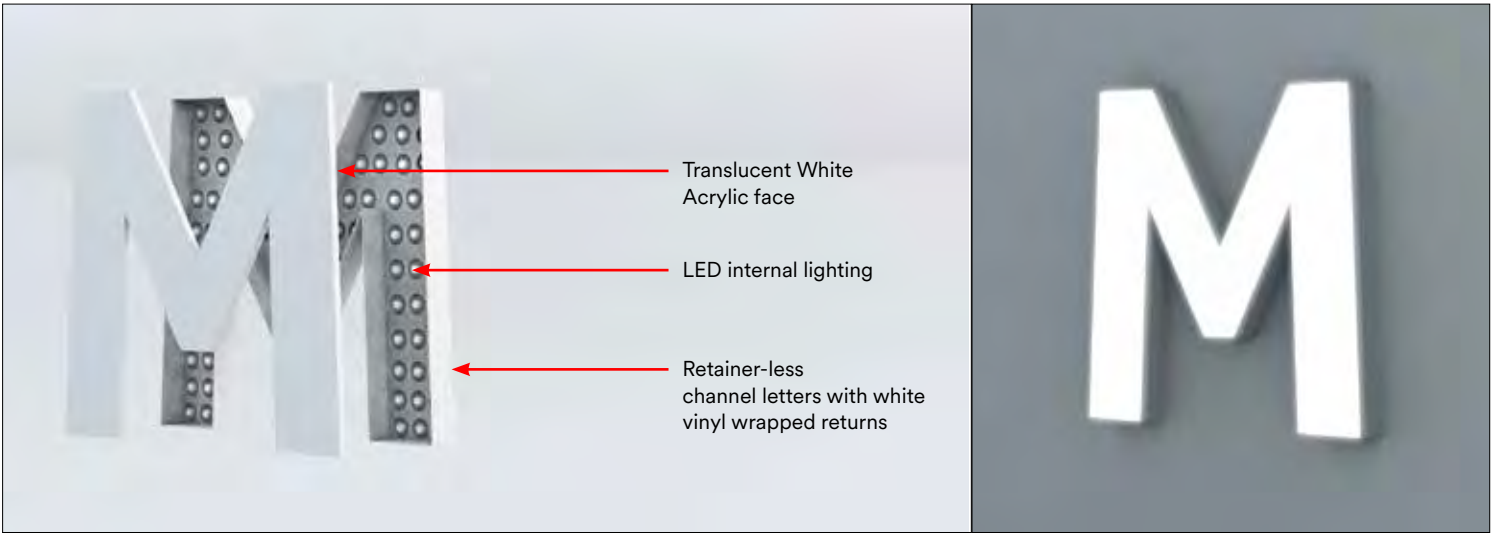 Translucent White
Acrylic face
LED internal lighting
Retainer-less
channel letters with white
vinyl wrapped returns
M
M